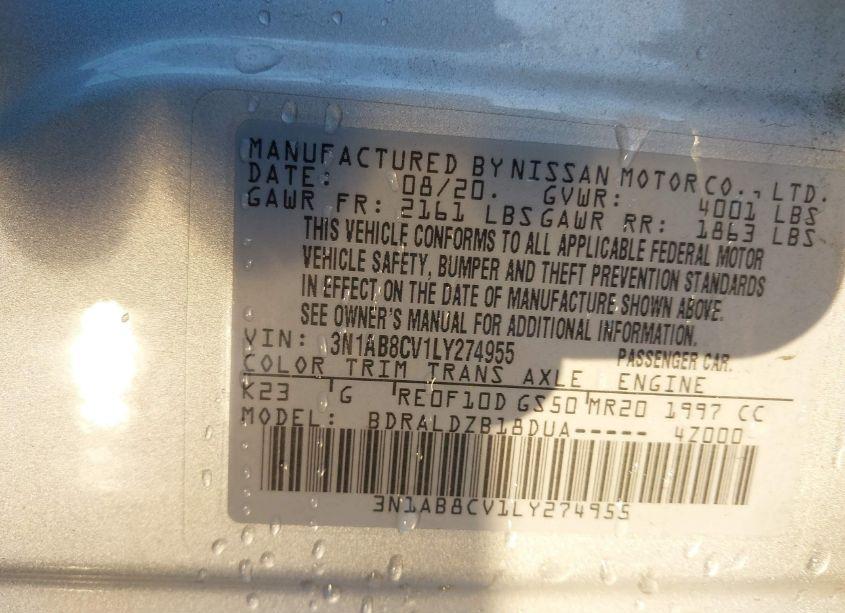 MANUFACTURED BY NISSAN MOTOR CO., LTD.
DATE: 08/20. GVWR: 4001 LBS
GAWR FR: 2161 LBS GAWR RR: 1863 LBS
THIS VEHICLE CONFORMS TO ALL APPLICABLE FEDERAL MOTOR
VEHICLE SAFETY, BUMPER AND THEFT PREVENTION STANDARDS
IN EFFECT ON THE DATE OF MANUFACTURE SHOWN ABOVE.
SEE OWNER'S MANUAL FOR ADDITIONAL INFORMATION.
VIN: 3N1AB8CV1LY274955 PASSENGER CAR.
COLOR TRIM TRANS AXLE ENGINE
K23 G RE0F10D GS50 MR20 1997 CC
MODEL: BDRALDZB18DUA----- 47000
3N1AB8CV1LY274955